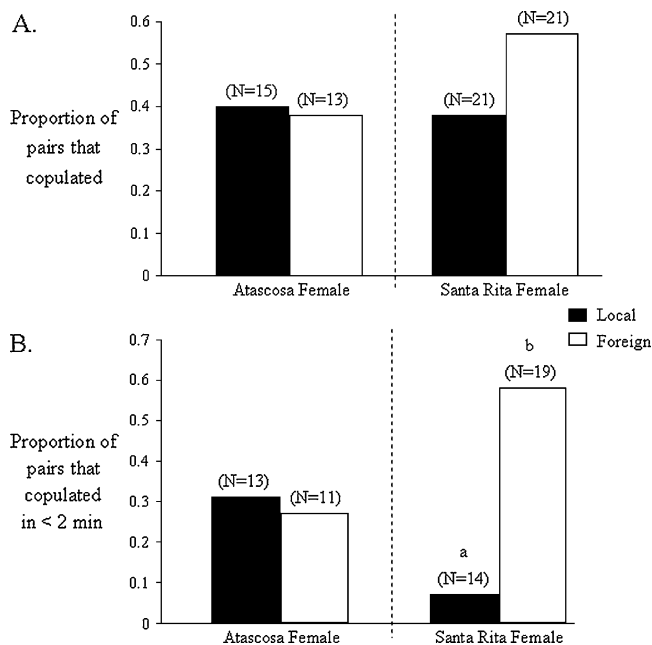 A.
Proportion of
pairs that
copulated
0.6
0.5
0.4
0.3
0.2
0.1
0
(N=15)
(N=13)
(N=21)
(N=21)
Atascosa Female
Santa Rita Female
Local
Foreign
B.
Proportion of
pairs that
copulated
in < 2 min
0.7
0.6
0.5
0.4
0.3
0.2
0.1
0
(N=13)
(N=11)
a
(N=14)
b
(N=19)
Atascosa Female
Santa Rita Female